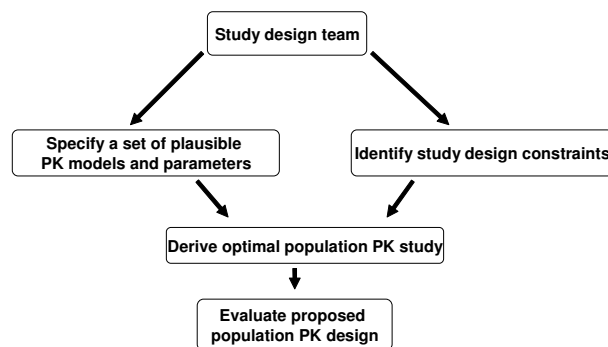 Study design team
Specify a set of plausible
PK models and parameters
Identify study design constraints
Derive optimal population PK study
Evaluate proposed
population PK design